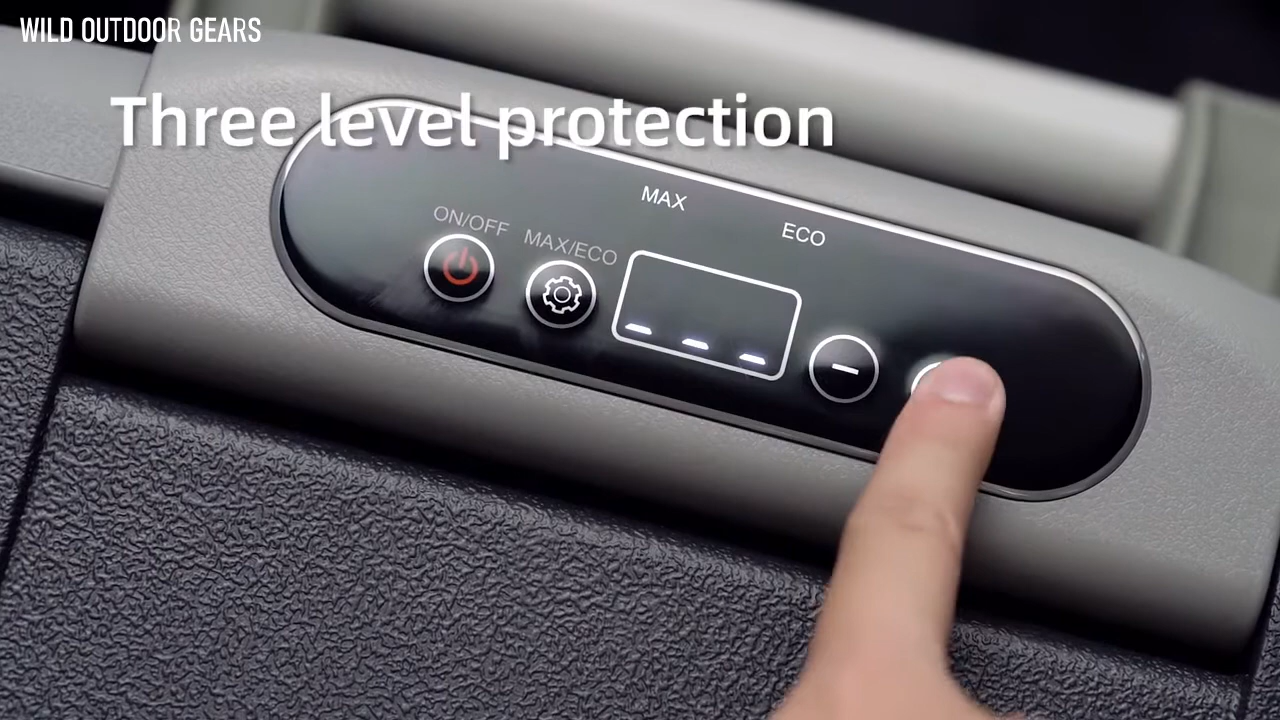 WILD OUTDOOR GEARS
Three level protection
MAX
ECO
ON/OFF
MAX/ECO